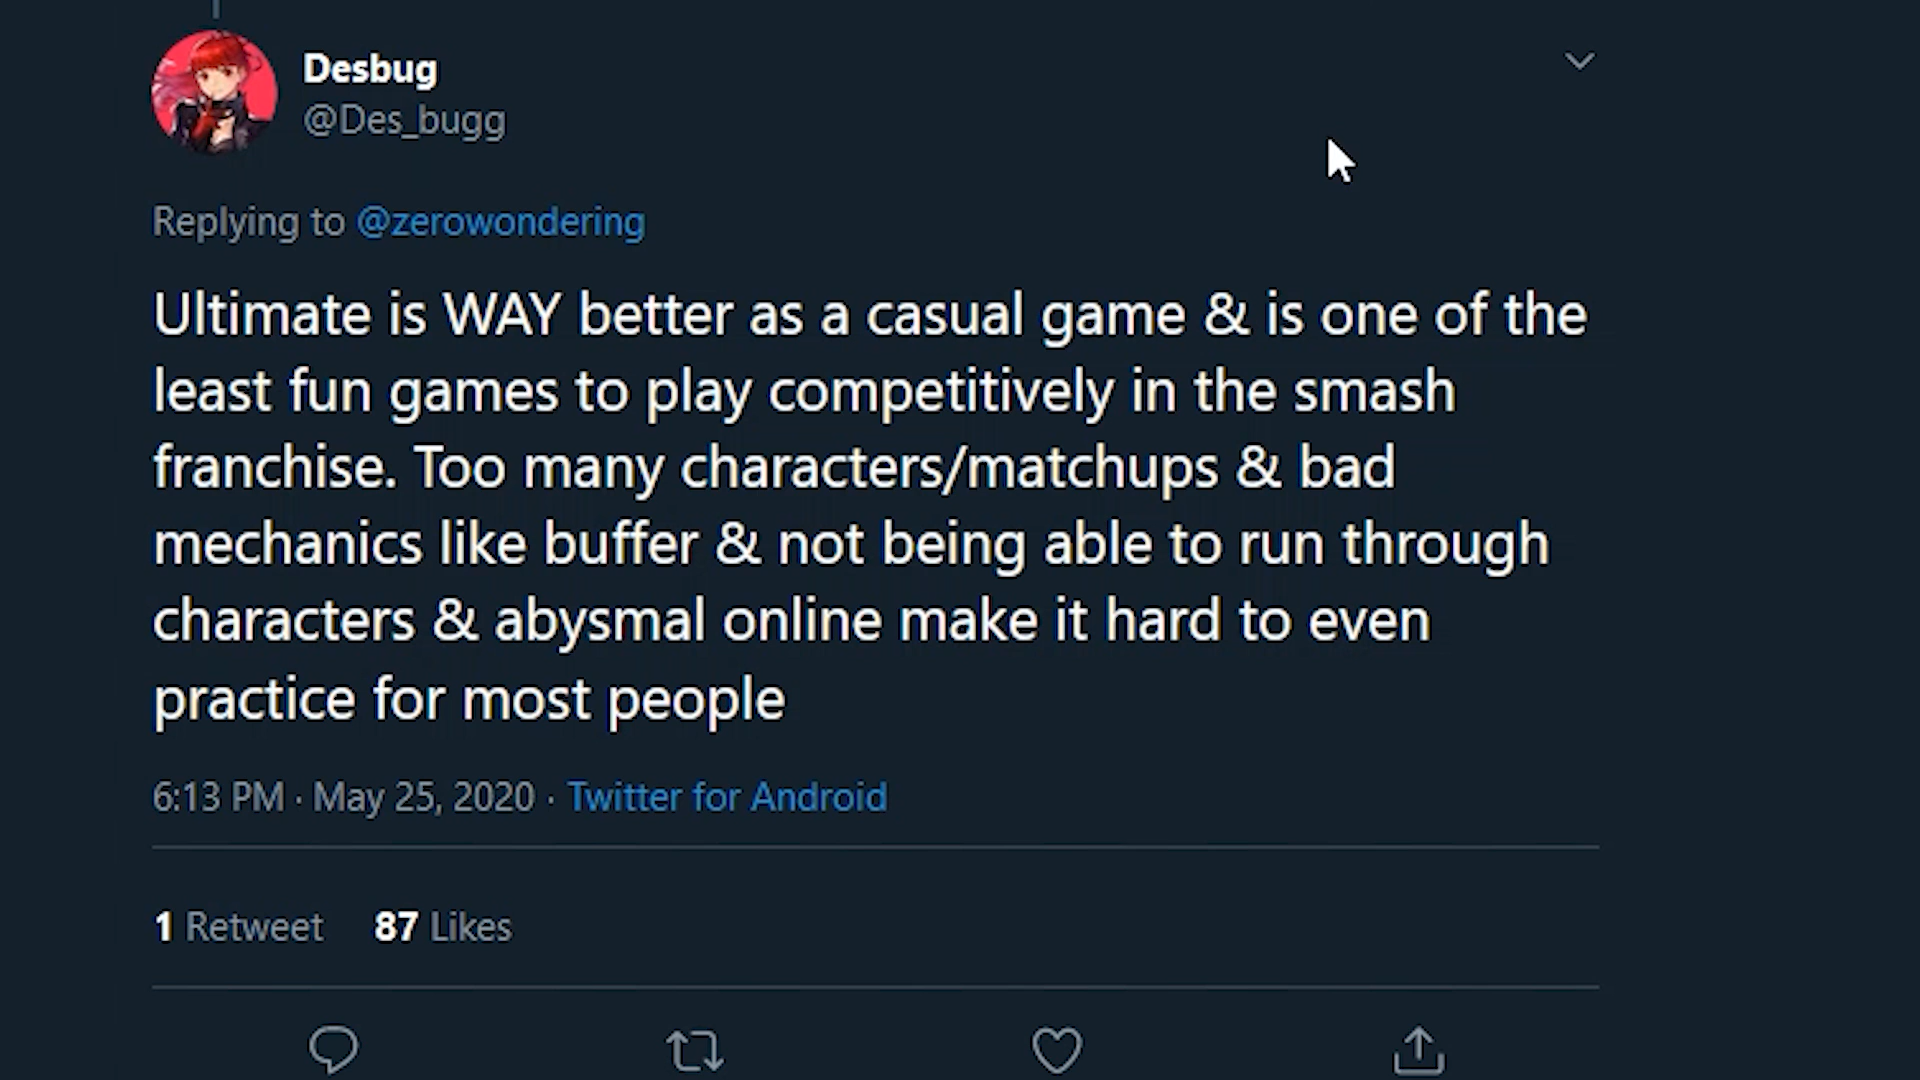 Desbug
@Des_bugg
Replying to @zerowondering
Ultimate is WAY better as a casual game & is one of the
least fun games to play competitively in the smash
franchise. Too many characters/matchups & bad
mechanics like buffer & not being able to run through
characters & abysmal online make it hard to even
practice for most people
6:13 PM · May 25, 2020 · Twitter for Android
1 Retweet 87 Likes